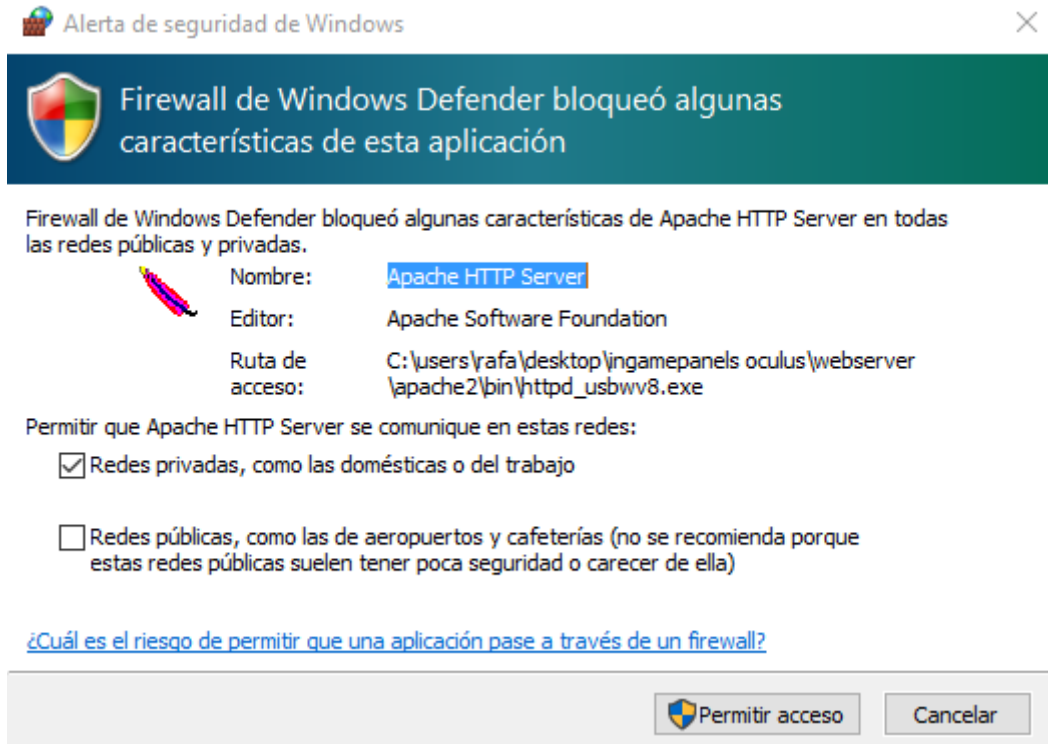 Alerta de seguridad de Windows
Firewall de Windows Defender bloqueó algunas
características de esta aplicación
Firewall de Windows Defender bloqueó algunas características de Apache HTTP Server en todas
las redes públicas y privadas.
Nombre: Apache HTTP Server
Editor: Apache Software Foundation
Ruta de C:\users\rafa\desktop\ingamepanels oculus\webserver
acceso: \apache2\bin\httpd_usbwv8.exe
Permitir que Apache HTTP Server se comunique en estas redes:
Redes privadas, como las domésticas o del trabajo
Redes públicas, como las de aeropuertos y cafeterías (no se recomienda porque
estas redes públicas suelen tener poca seguridad o carecer de ella)
¿Cuál es el riesgo de permitir que una aplicación pase a través de un firewall?
Permitir acceso Cancelar